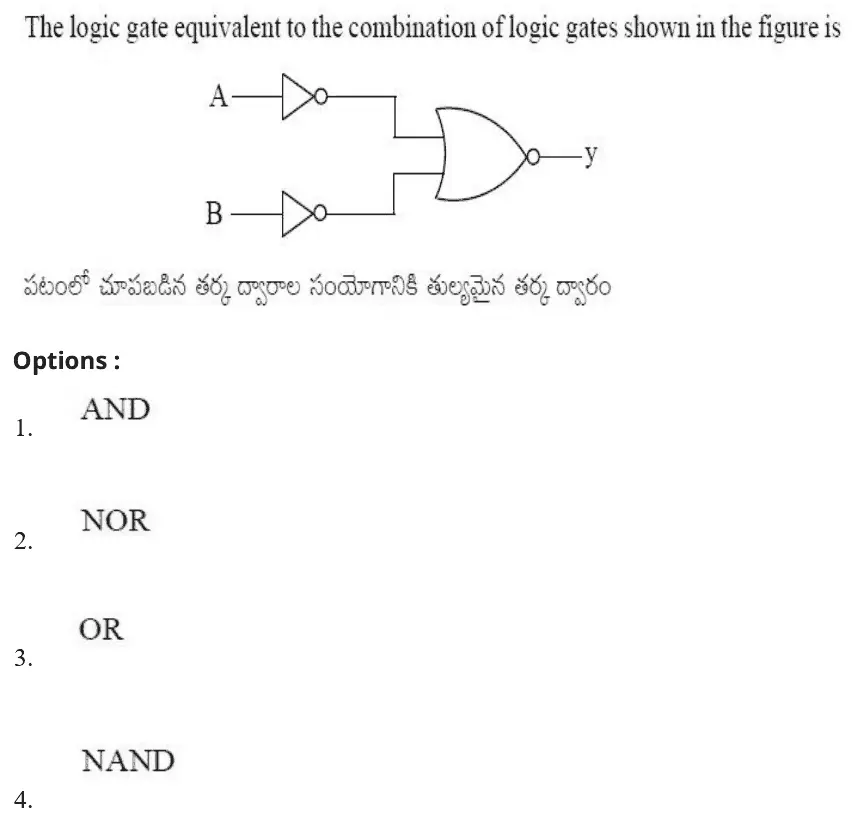 The logic gate equivalent to the combination of logic gates shown in the figure is
A
B
y
పటంలో చూపబడిన తర్క ద్వారాల సంయోగానికి తుల్యమైన తర్క ద్వారం
Options :
1. AND
2. NOR
3. OR
4. NAND